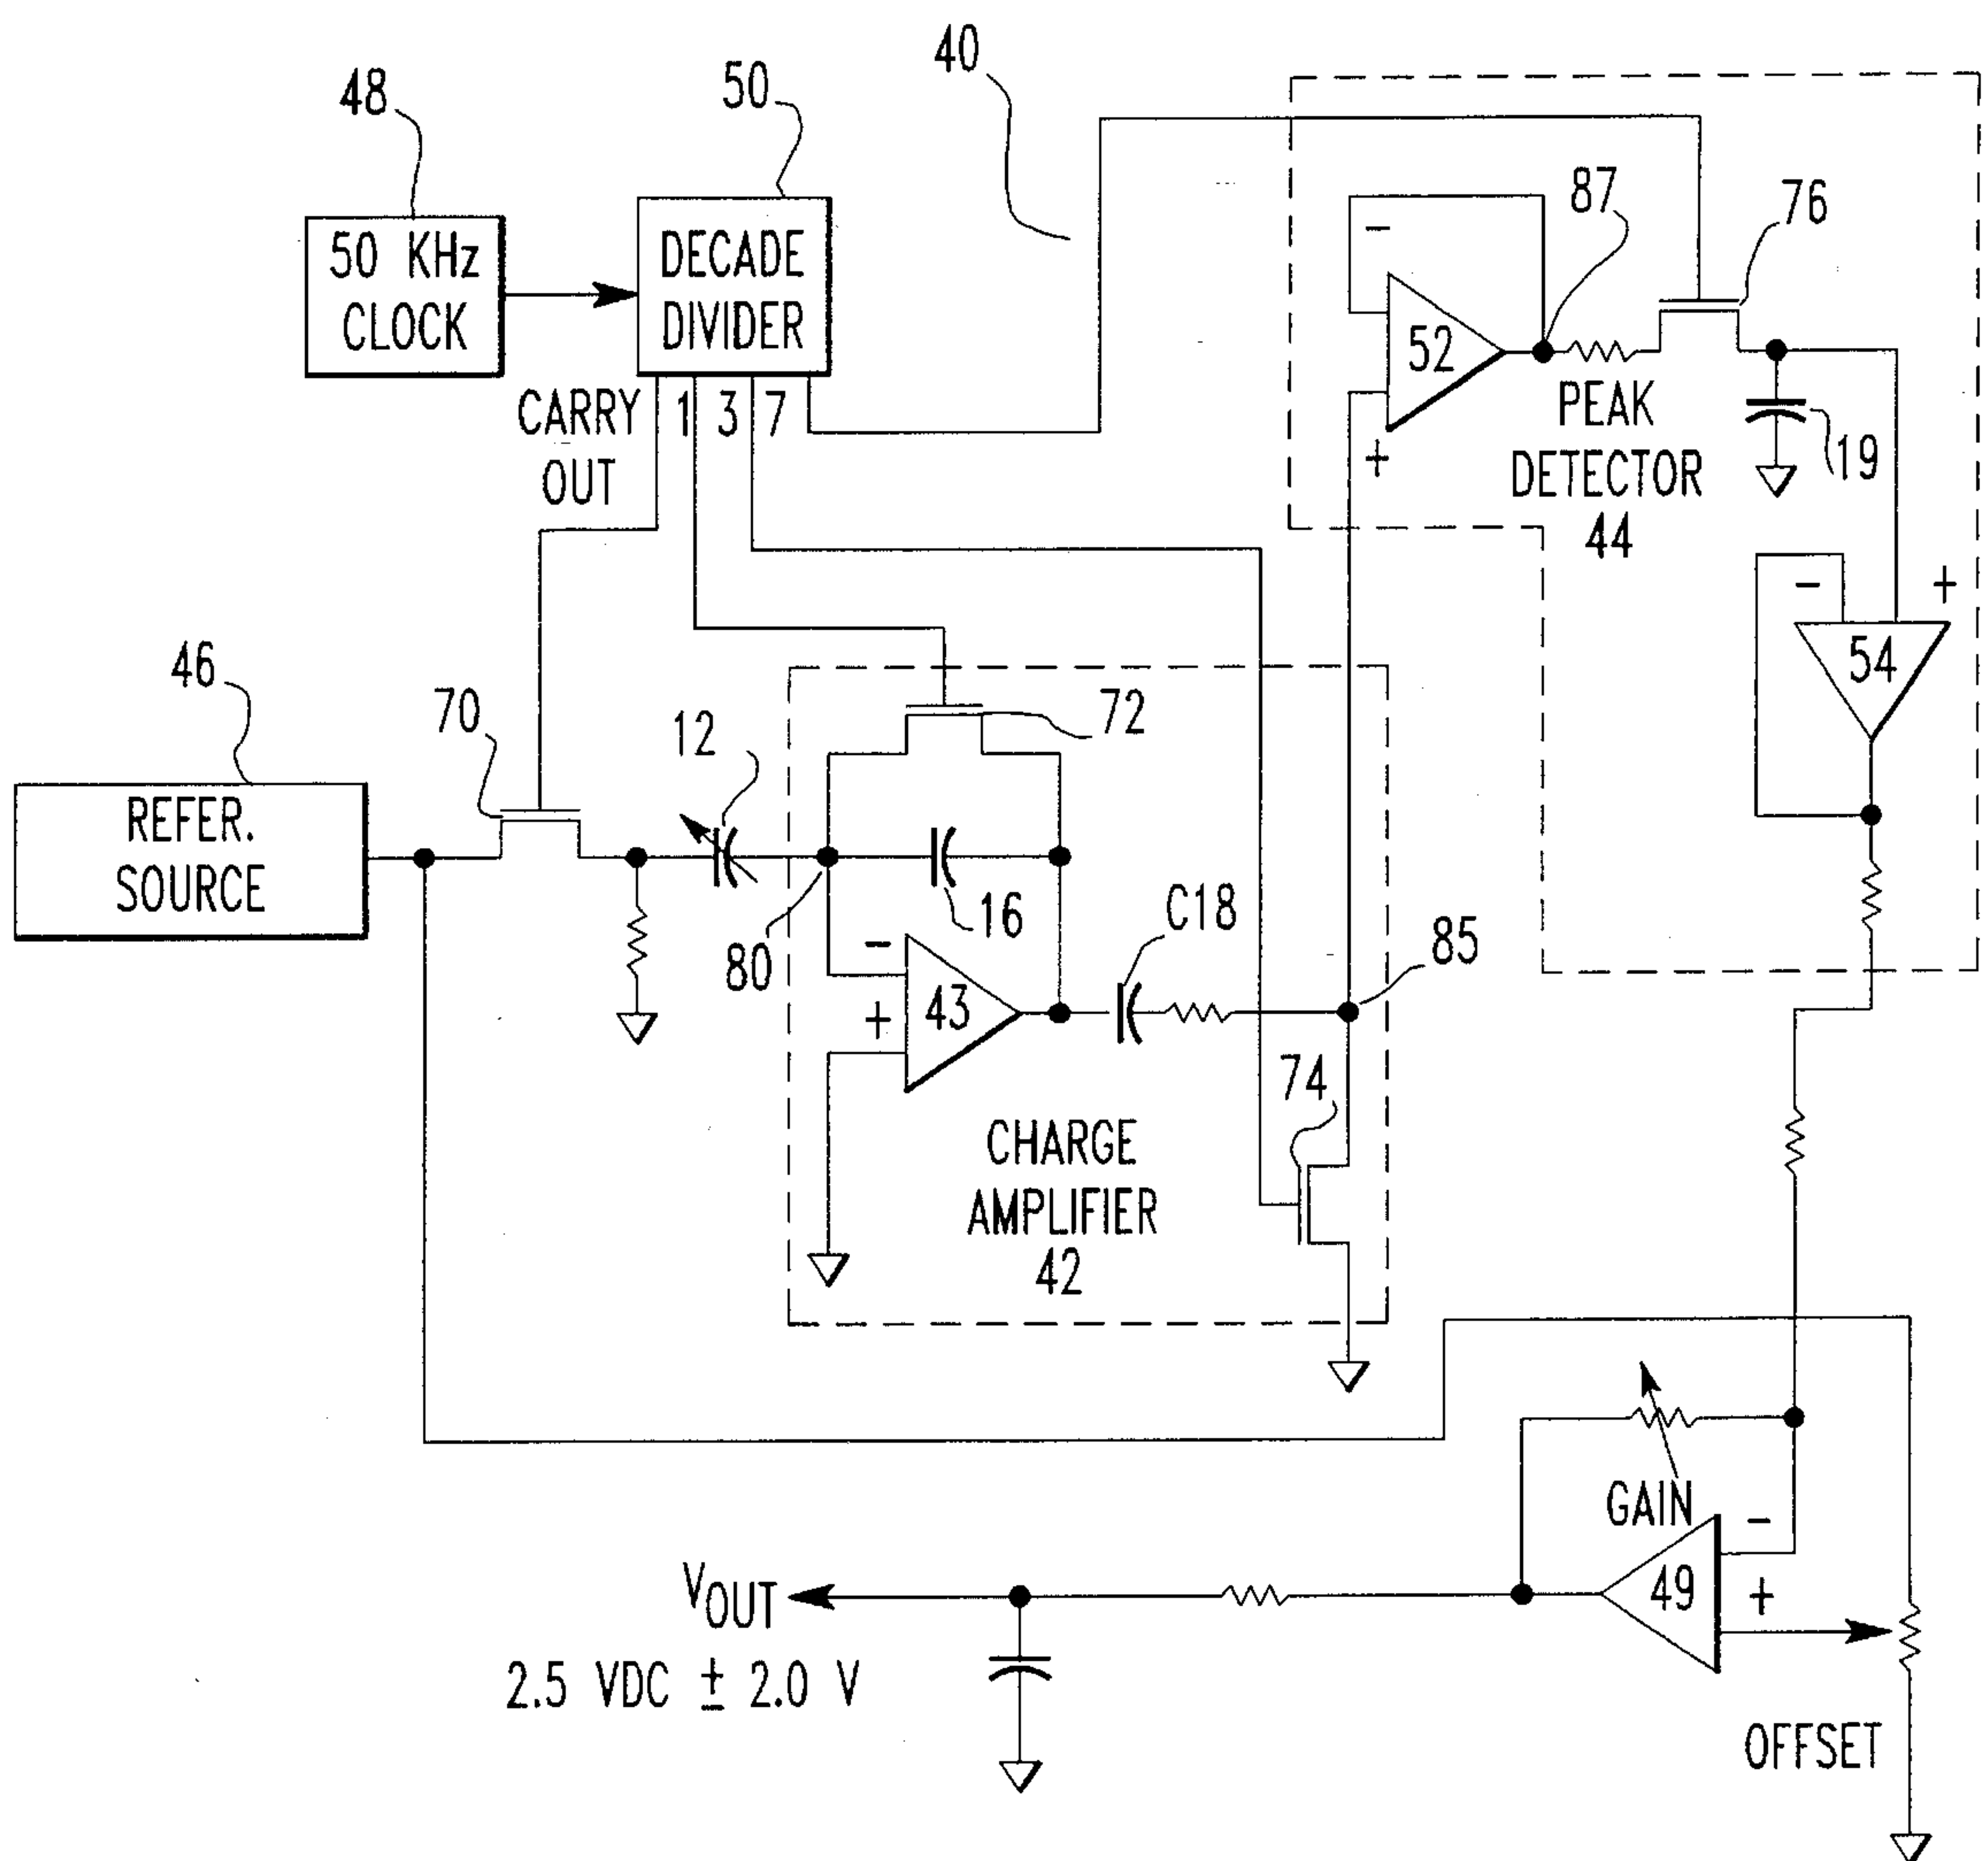 40
48
50
50 KHz
CLOCK
DECADE
DIVIDER
87
76
-
52
+
CARRY
OUT
1 3 7
PEAK
DETECTOR
44
19
- +
54
46
70
12
72
REFER.
SOURCE
16
C18
80
-
+
43
85
74
CHARGE
AMPLIFIER
42
GAIN
-
+
49
VOUT
2.5 VDC ± 2.0 V
OFFSET